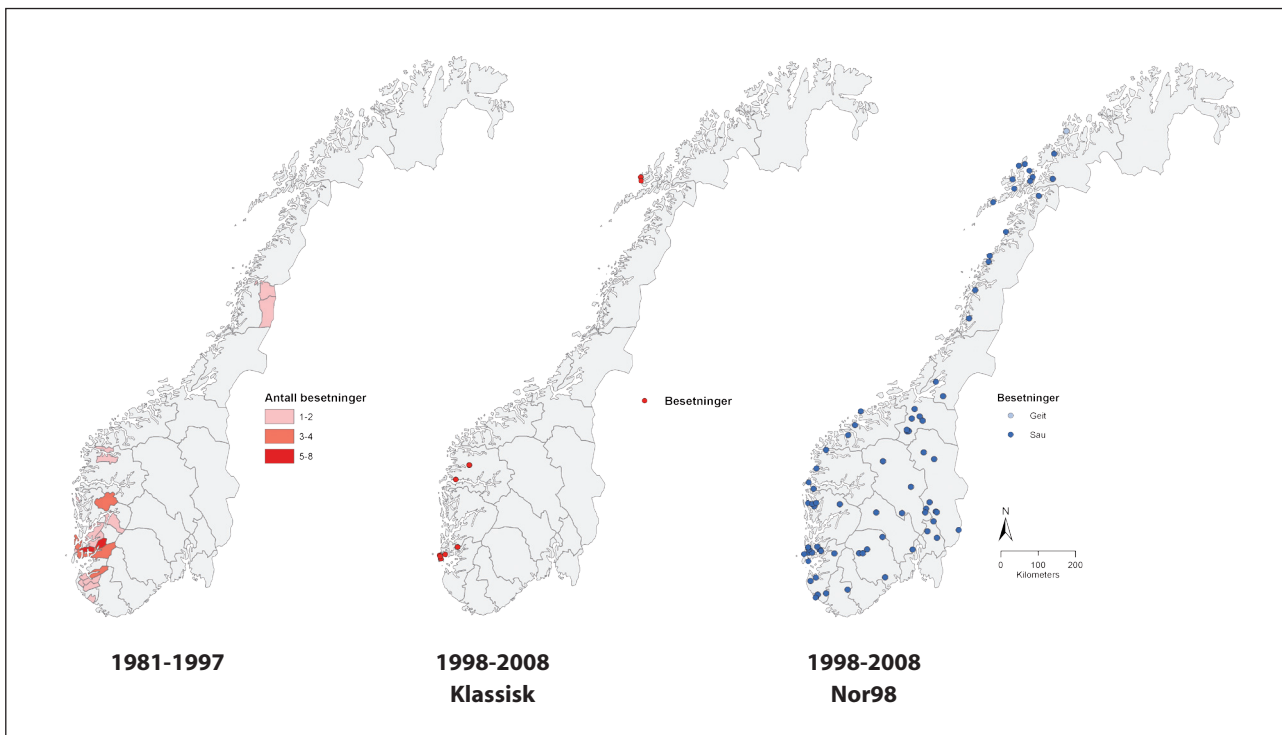 Antall besetninger
1-2
3-4
5-8
Besetninger
Besetninger
Geit
Sau
N
0 100 200
Kilometers
1981-1997
1998-2008
Klassisk
1998-2008
Nor98